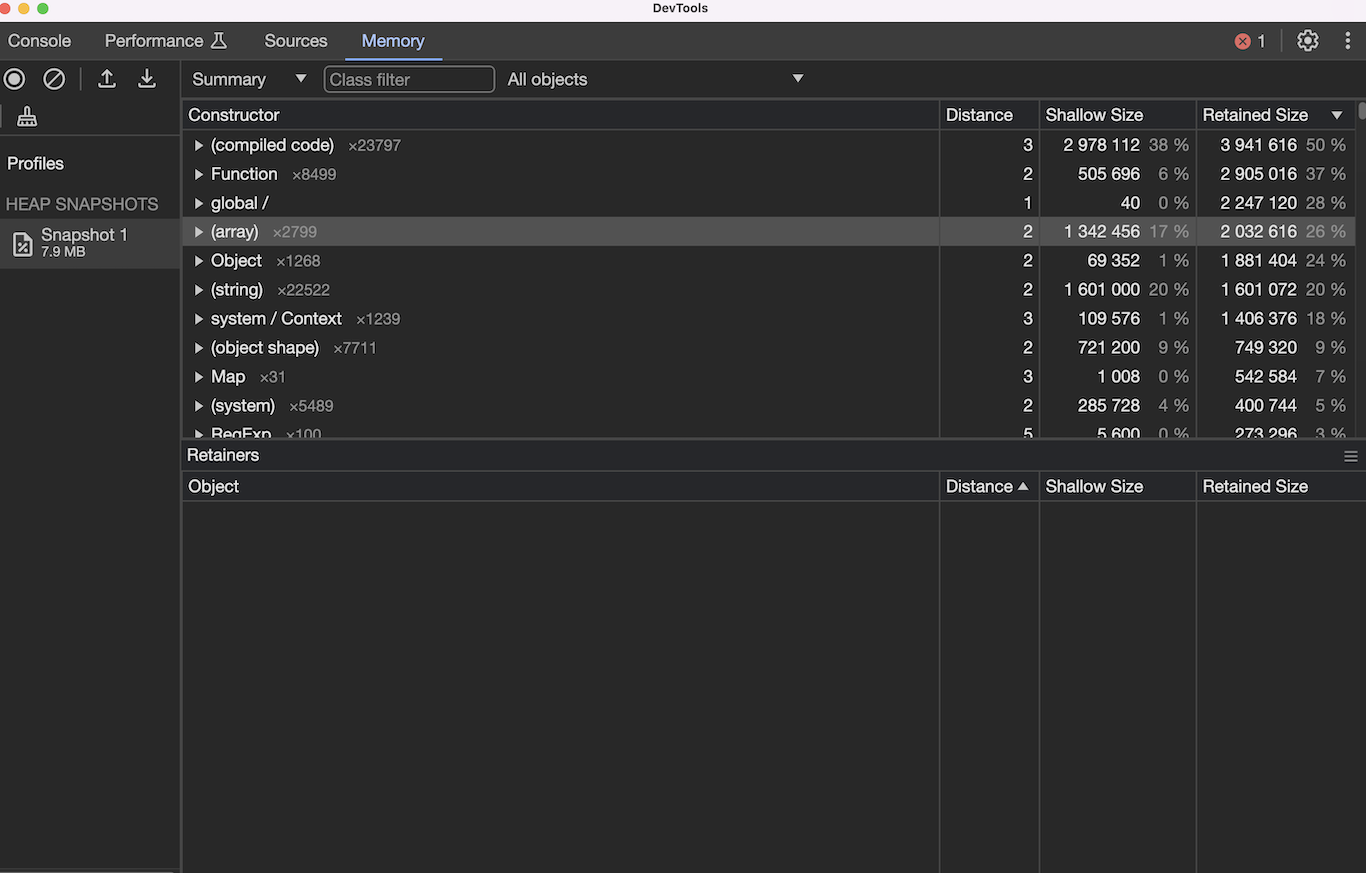 DevTools
Console Performance Sources Memory 1
Summary Class filter All objects
Profiles
HEAP SNAPSHOTS
Snapshot 1
7.9 MB
Constructor Distance Shallow Size Retained Size
(compiled code) ×23797 3 2 978 112 38 % 3 941 616 50 %
Function ×8499 2 505 696 6 % 2 905 016 37 %
global / 1 40 0 % 2 247 120 28 %
(array) ×2799 2 1 342 456 17 % 2 032 616 26 %
Object ×1268 2 69 352 1 % 1 881 404 24 %
(string) ×22522 2 1 601 000 20 % 1 601 072 20 %
system / Context ×1239 3 109 576 1 % 1 406 376 18 %
(object shape) ×7711 2 721 200 9 % 749 320 9 %
Map ×31 3 1 008 0 % 542 584 7 %
(system) ×5489 2 285 728 4 % 400 744 5 %
RegExp ×100 5 5 600 0 % 273 296 3 %
Retainers
Object Distance Shallow Size Retained Size